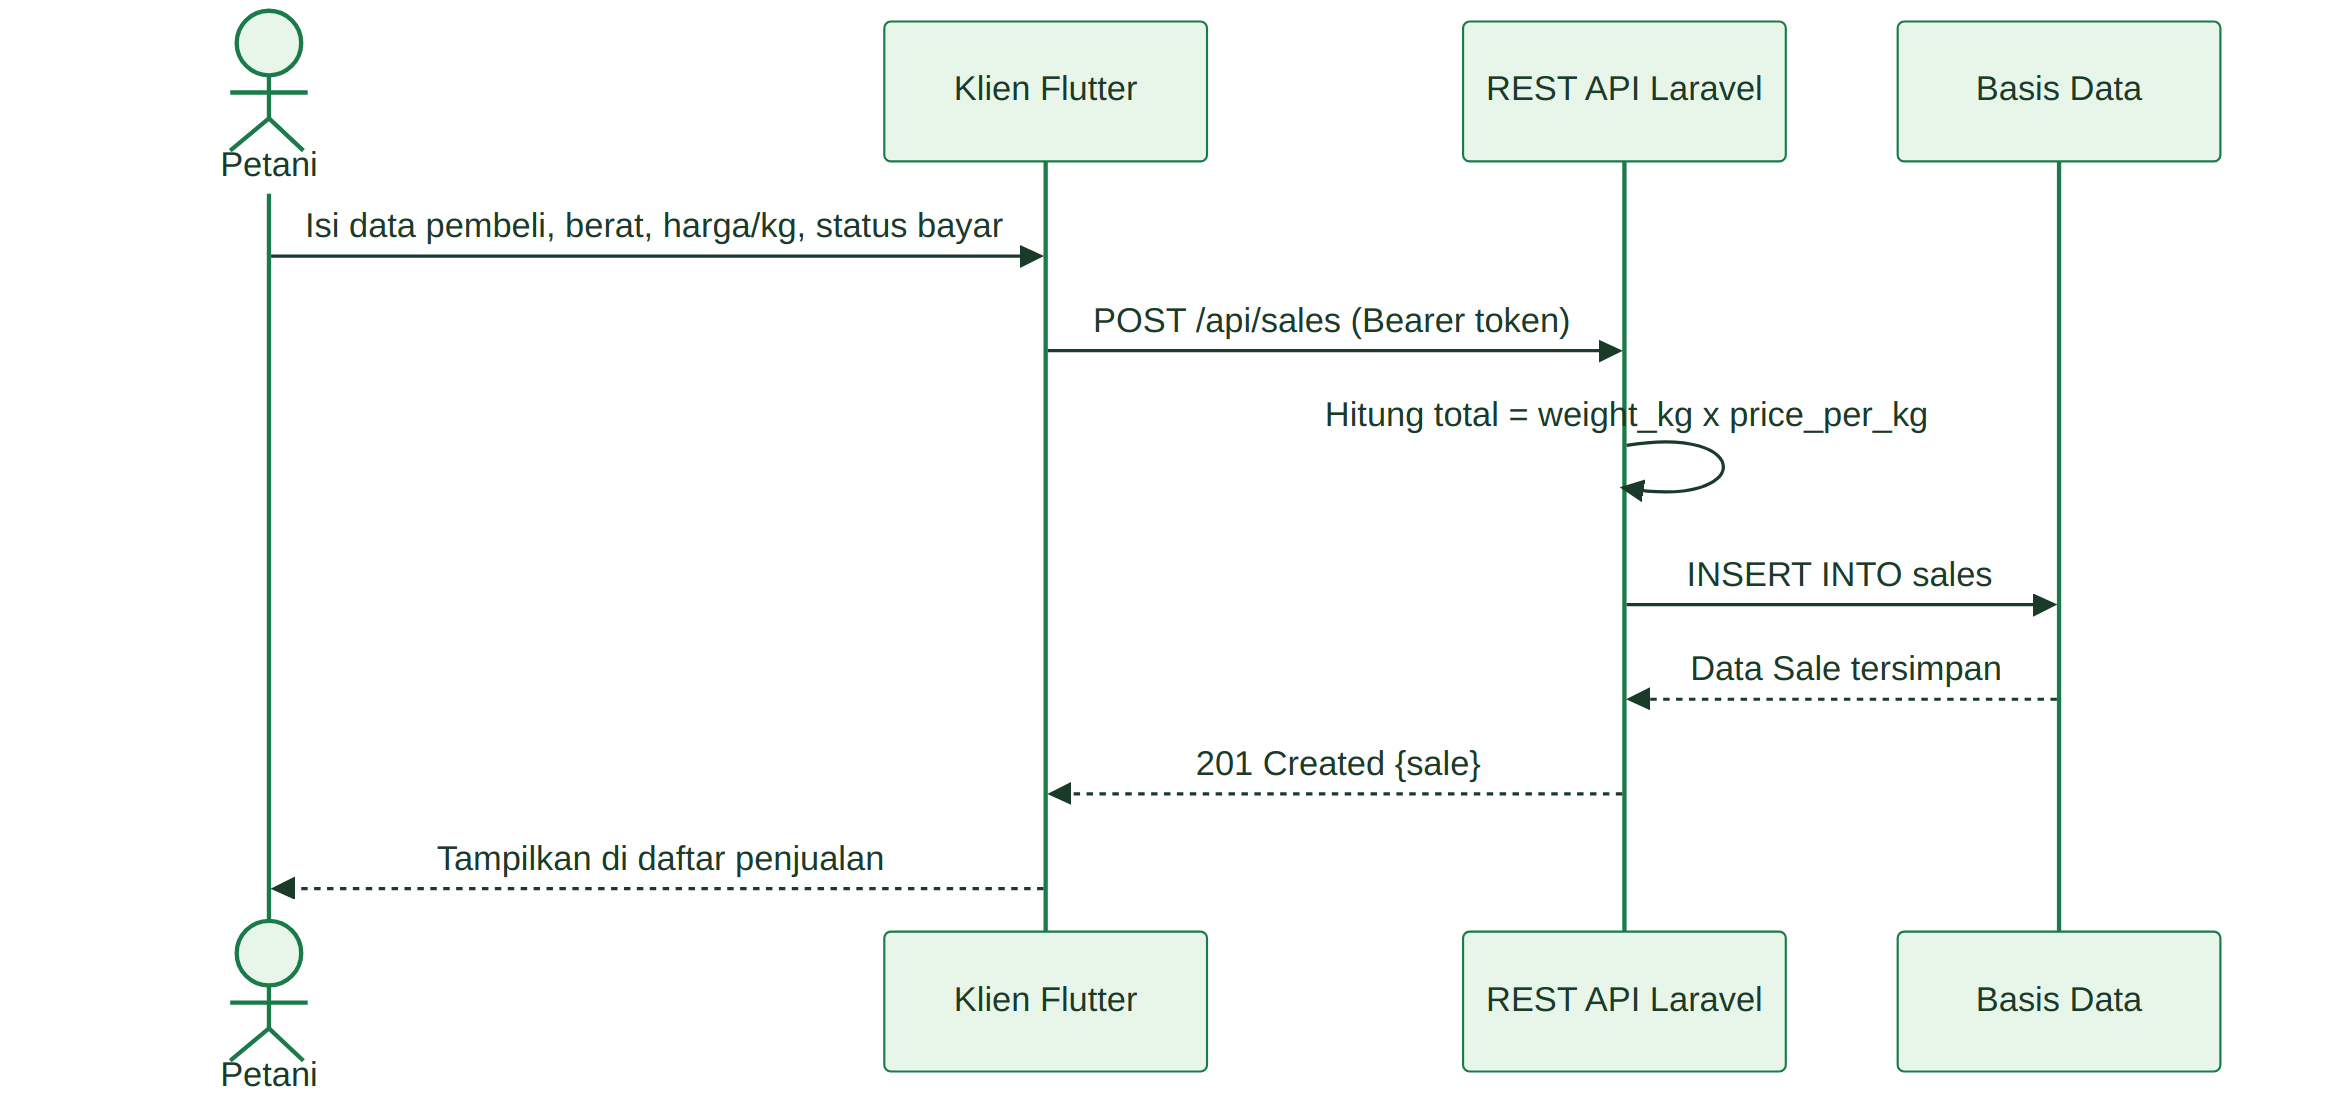 Klien Flutter
REST API Laravel
Basis Data
Petani
Isi data pembeli, berat, harga/kg, status bayar
POST /api/sales (Bearer token)
Hitung total = weight_kg x price_per_kg
INSERT INTO sales
Data Sale tersimpan
201 Created {sale}
Tampilkan di daftar penjualan
Klien Flutter
REST API Laravel
Basis Data
Petani